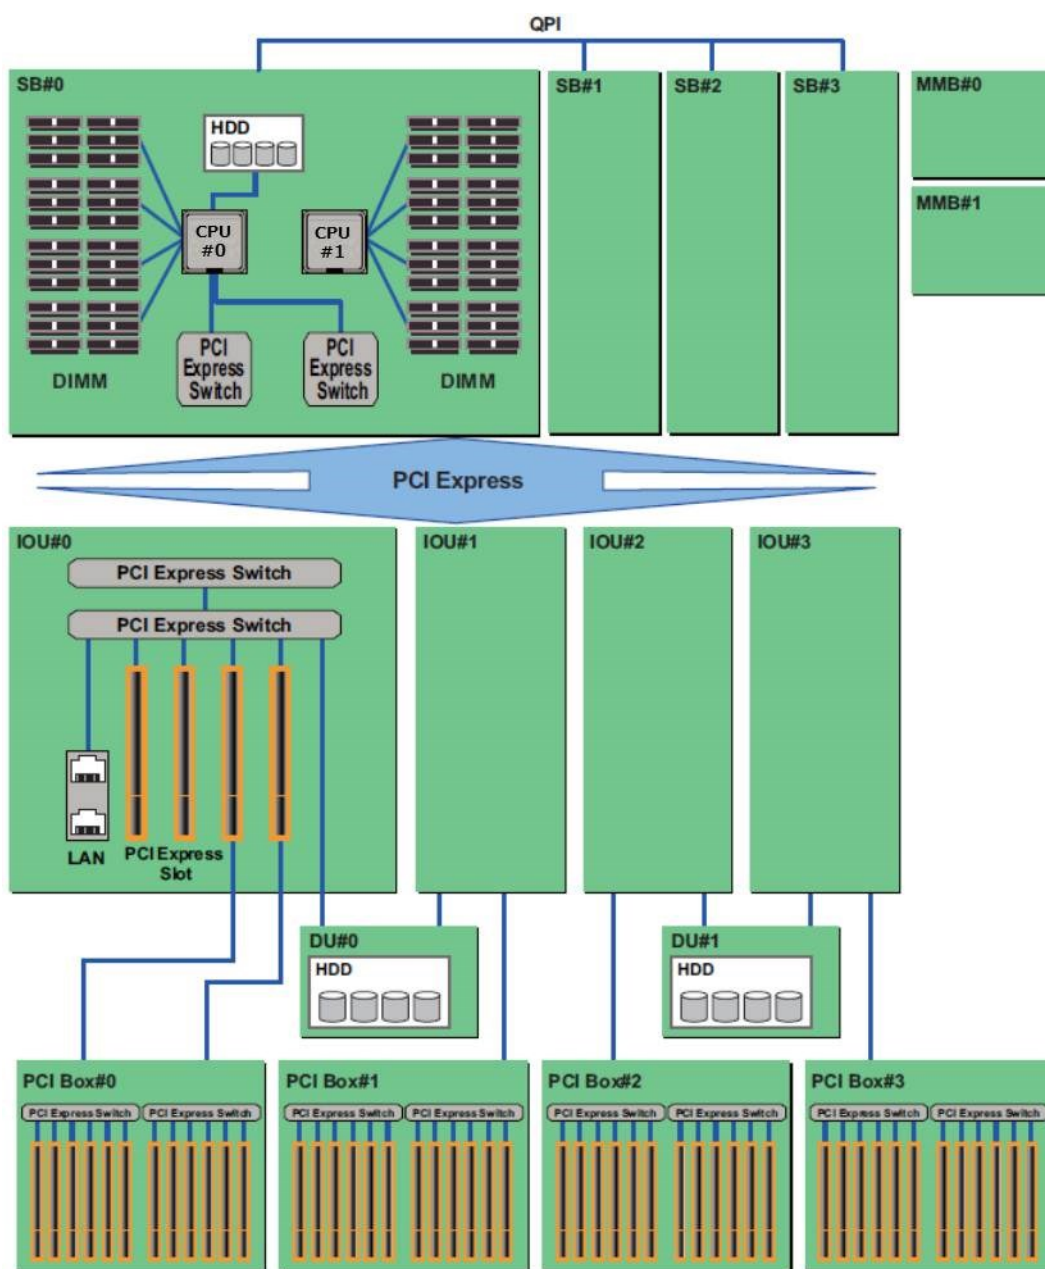 QPI
SB#0
SB#1
SB#2
SB#3
MMB#0
HDD
MMB#1
CPU
#0
CPU
#1
PCI
Express
Switch
PCI
Express
Switch
DIMM
DIMM
PCI Express
IOU#0
IOU#1
IOU#2
IOU#3
PCI Express Switch
PCI Express Switch
LAN
PCI Express
Slot
DU#0
HDD
DU#1
HDD
PCI Box#0
PCI Express Switch
PCI Express Switch
PCI Box#1
PCI Express Switch
PCI Express Switch
PCI Box#2
PCI Express Switch
PCI Express Switch
PCI Box#3
PCI Express Switch
PCI Express Switch